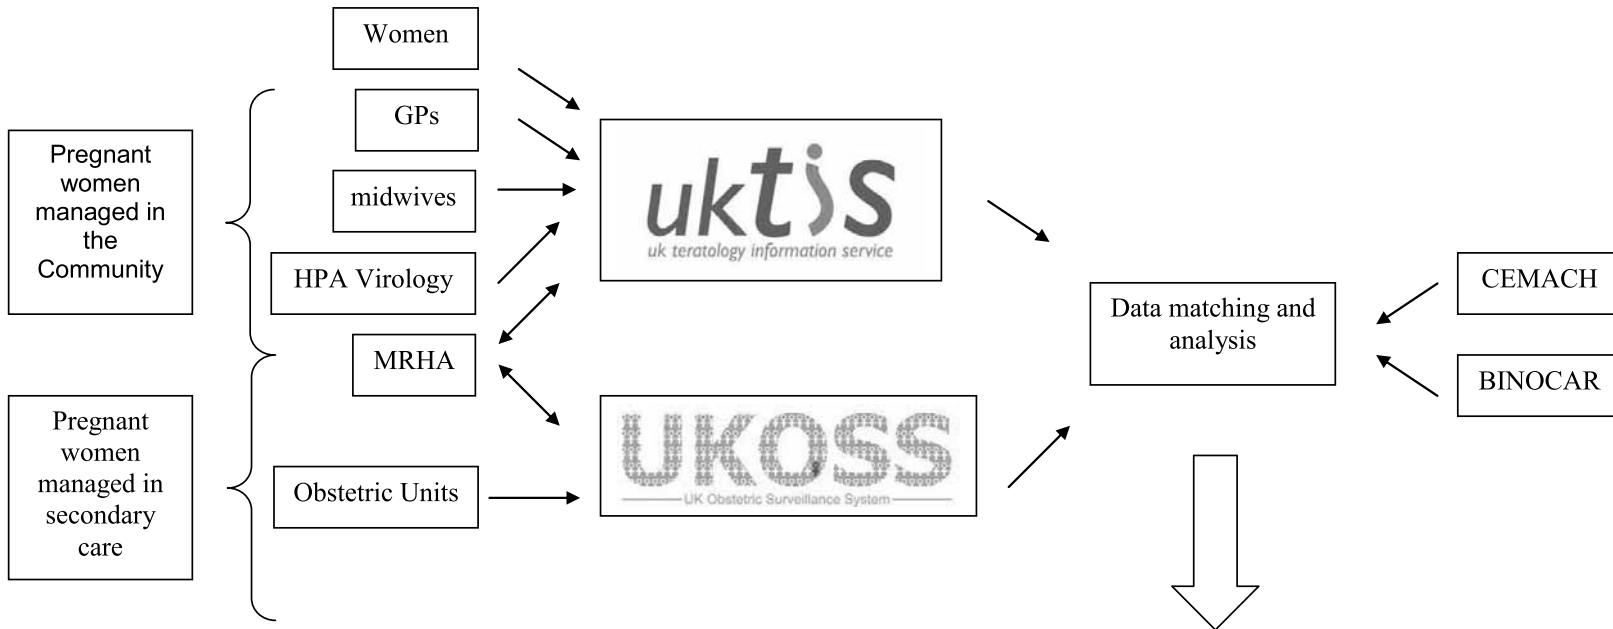 Women
GPs
midwives
HPA Virology
MRHA
Obstetric Units
Pregnant
women
managed in
the
Community
Pregnant
women
managed in
secondary
care
uktis
uk teratology information service
UKOSS
UK Obstetric Surveillance System
Data matching and
analysis
CEMACH
BINOCAR